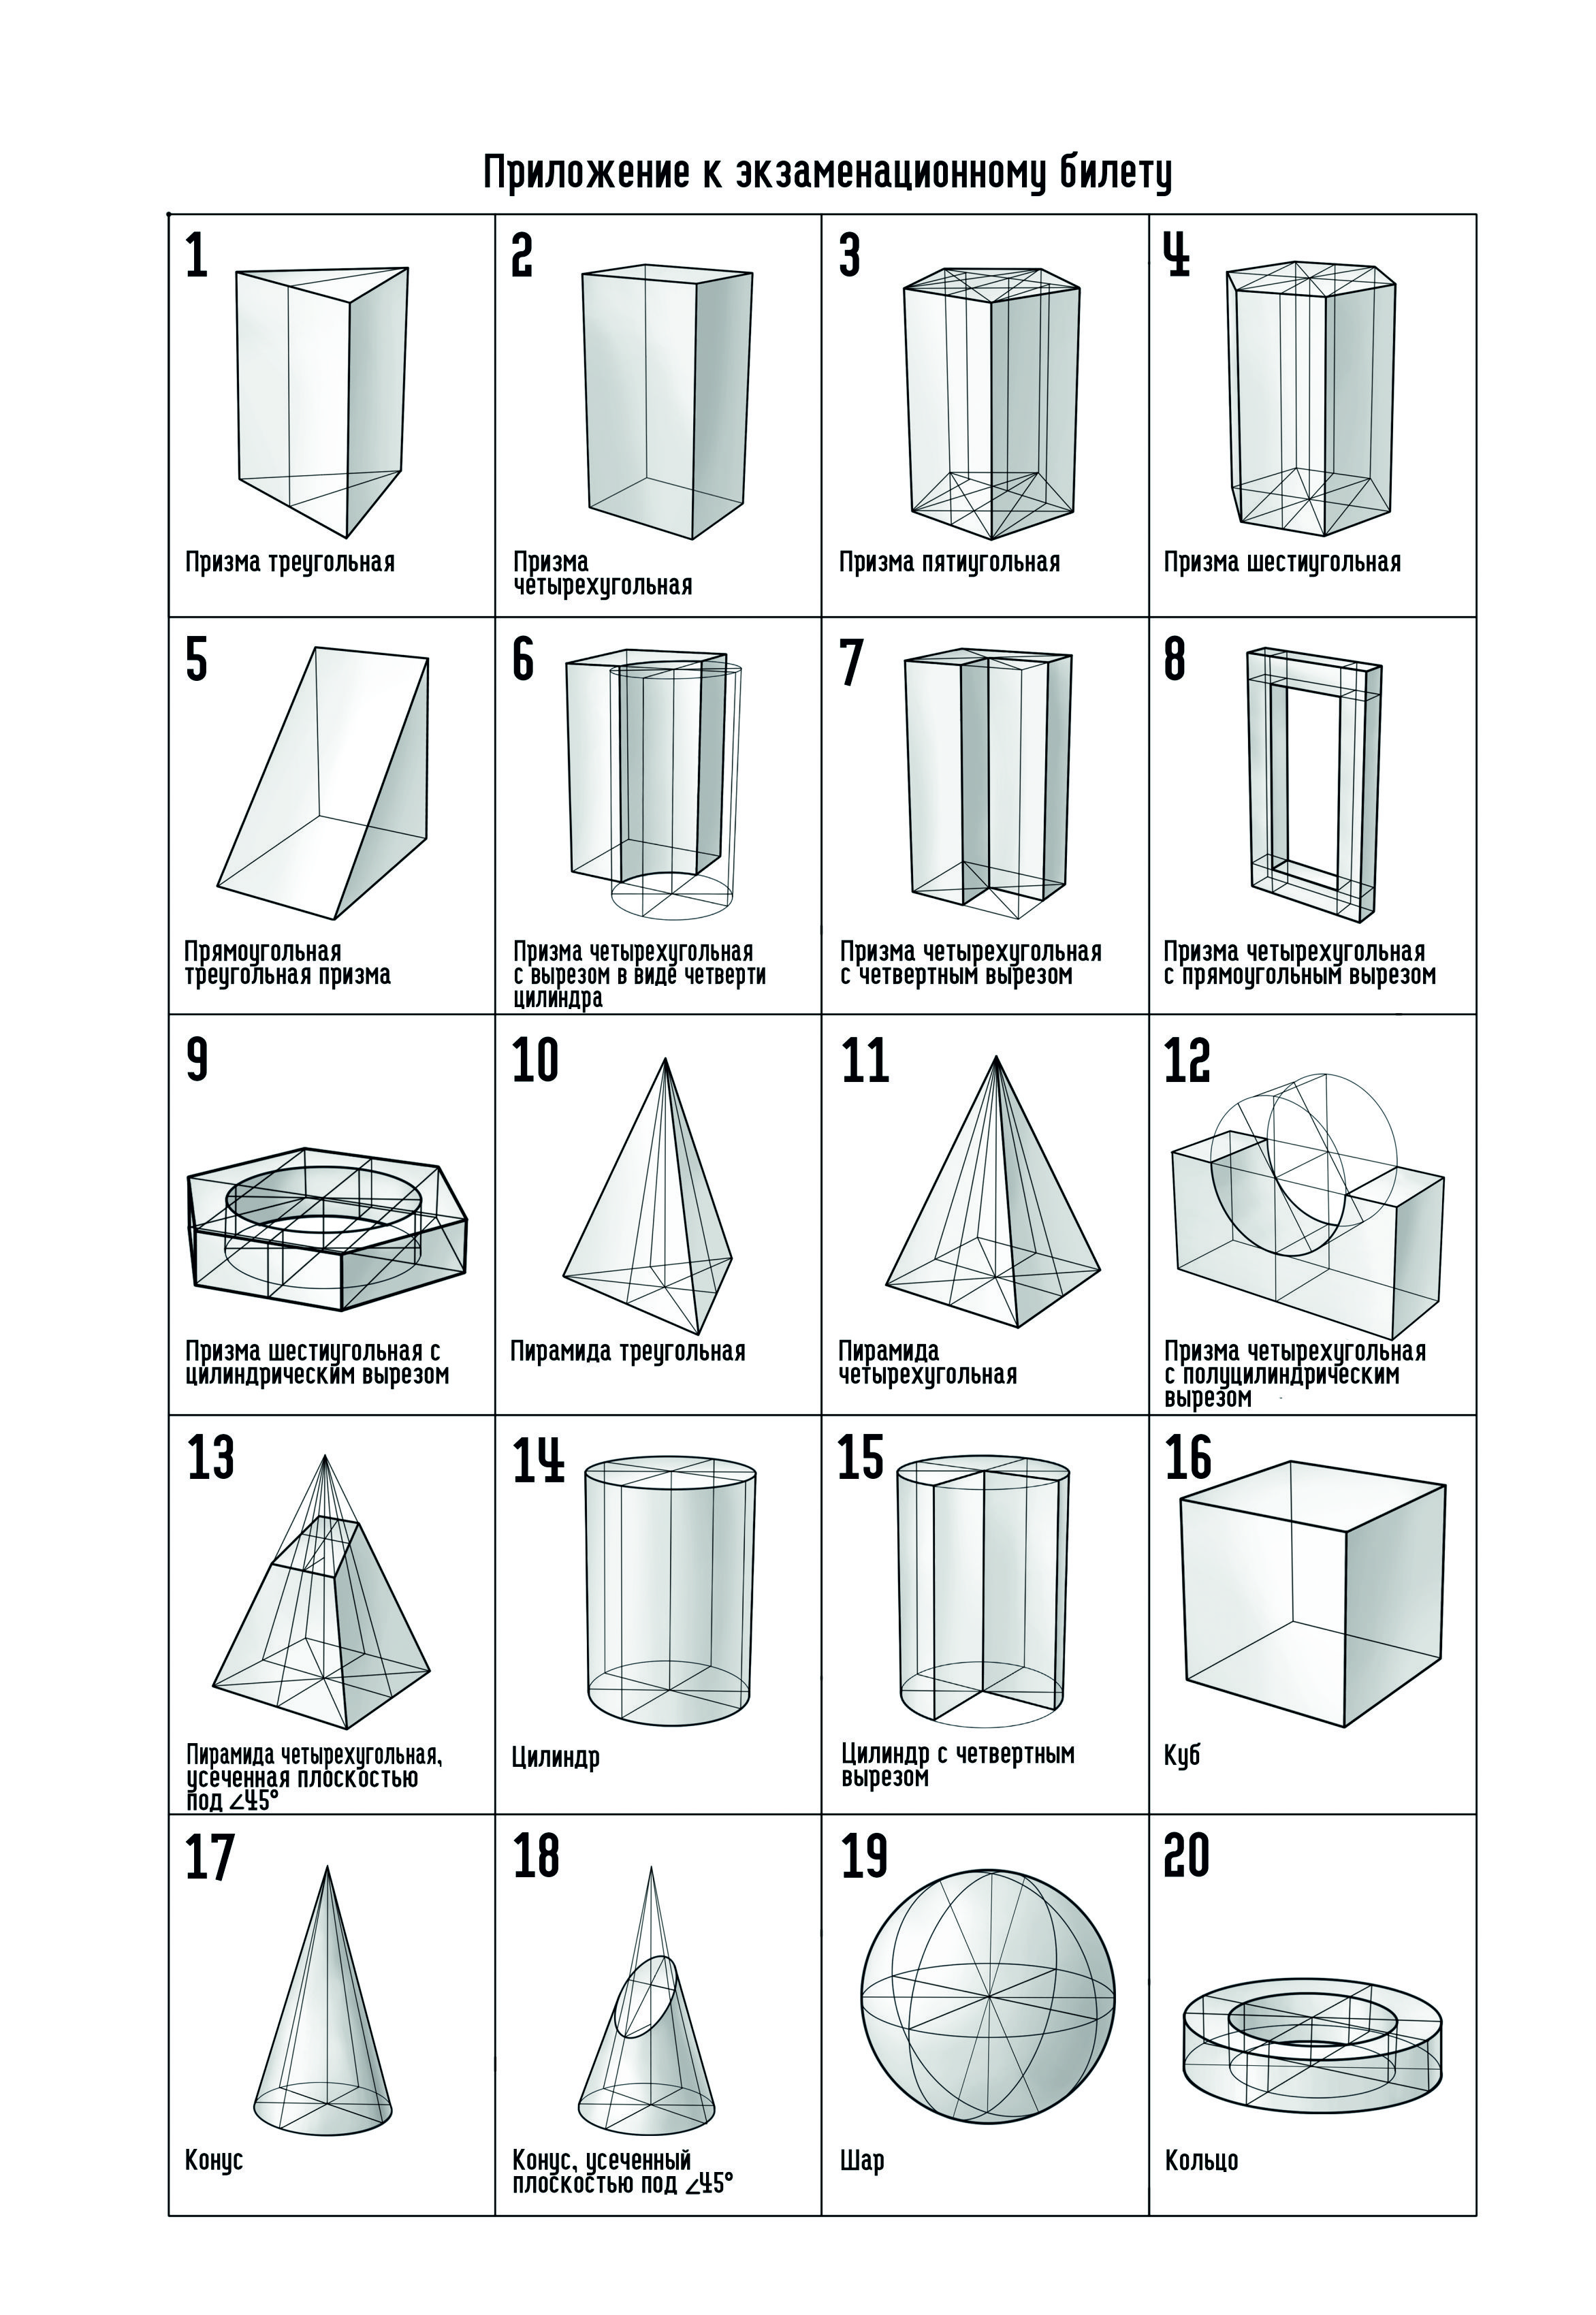 Приложение к экзаменационному билету
1
2
3
4
Призма треугольная
Призма
четырехугольная
Призма пятиугольная
Призма шестиугольная
5
6
7
8
Прямоугольная
треугольная призма
Призма четырехугольная
с вырезом в виде четверти
цилиндра
Призма четырехугольная
с четвертным вырезом
Призма четырехугольная
с прямоугольным вырезом
9
10
11
12
Призма шестиугольная с
цилиндрическим вырезом
Пирамида треугольная
Пирамида
четырехугольная
Призма четырехугольная
с полуцилиндрическим
вырезом
13
14
15
16
Пирамида четырехугольная,
усеченная плоскостью
под ∠45°
Цилиндр
Цилиндр с четвертным
вырезом
Куб
17
18
19
20
Конус
Конус, усеченный
плоскостью под ∠45°
Шар
Кольцо